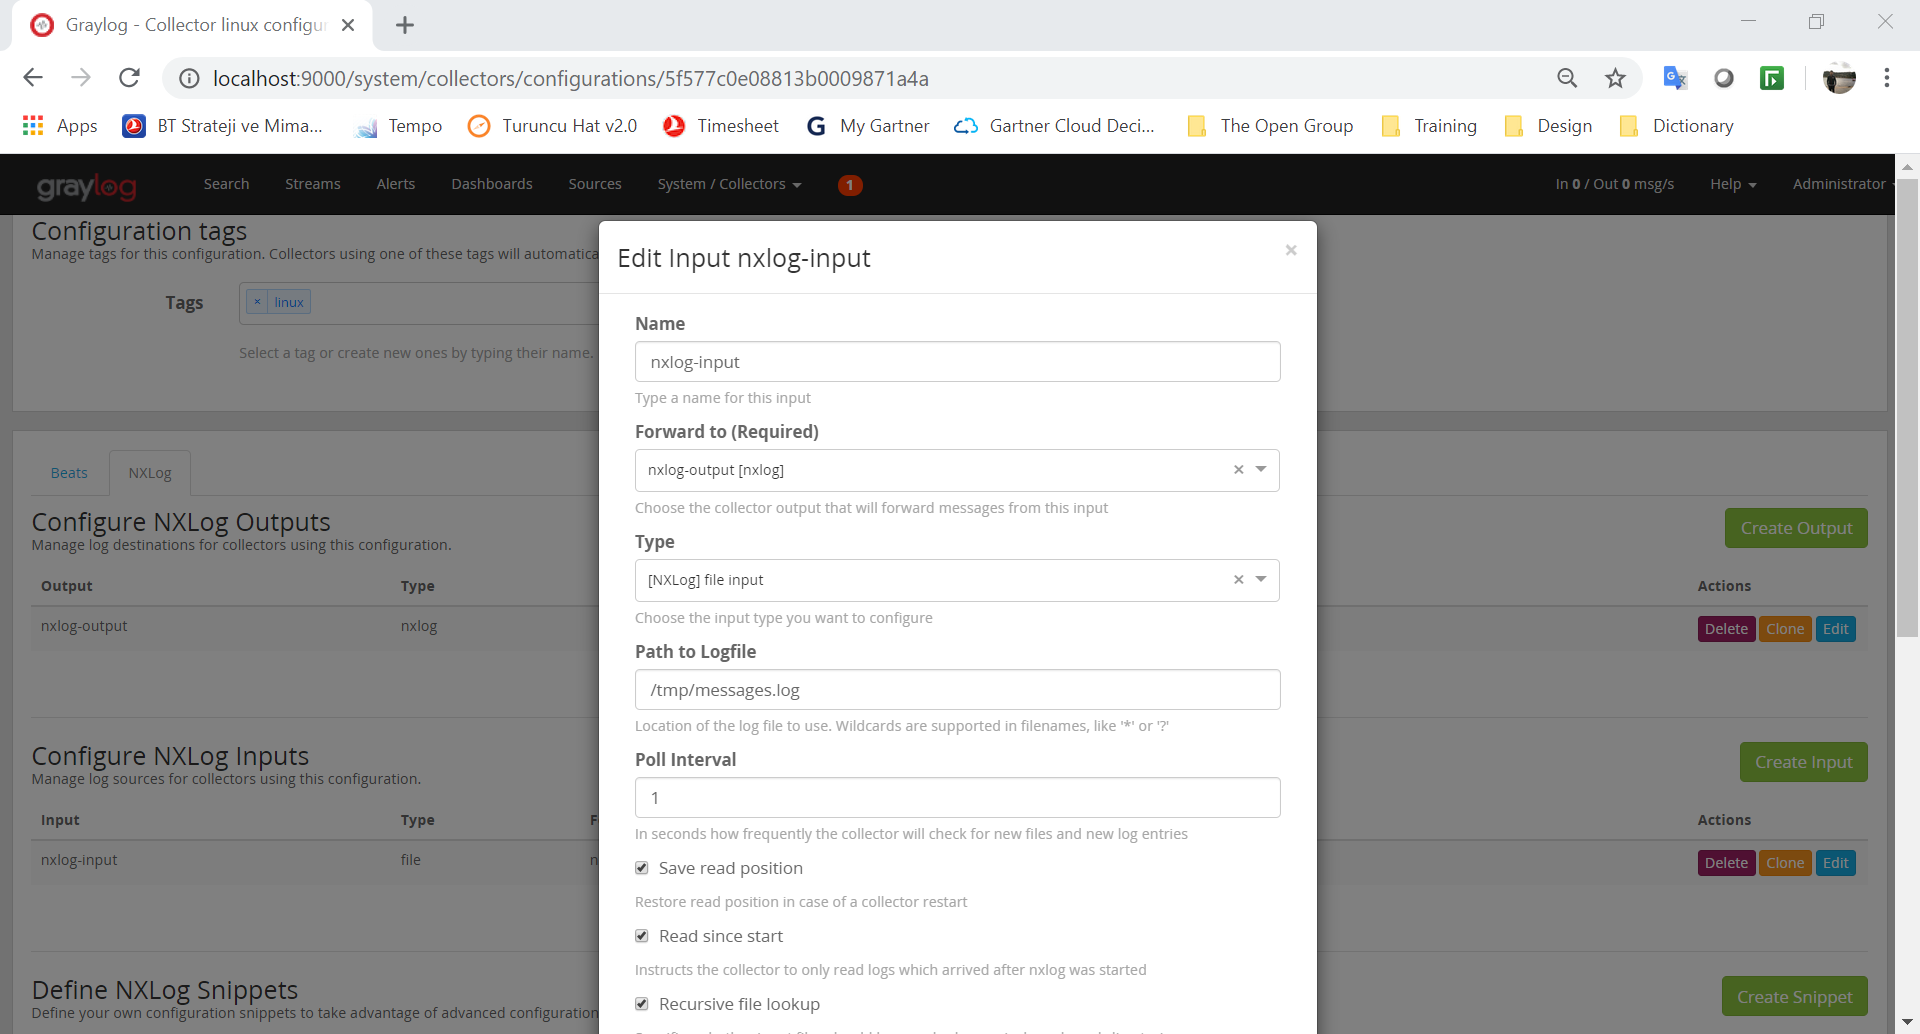 Graylog - Collector linux configur
localhost:9000/system/collectors/configurations/5f577c0e08813b0009871a4a
Apps BT Strateji ve Mima... Tempo Turuncu Hat v2.0 Timesheet G My Gartner Gartner Cloud Deci... The Open Group Training Design Dictionary
graylog Search Streams Alerts Dashboards Sources System / Collectors 1 In 0 / Out 0 msg/s Help Administrator
Configuration tags
Manage tags for this configuration. Collectors using one of these tags will automatica
Tags × linux
Select a tag or create new ones by typing their name.
Beats NXLog
Configure NXLog Outputs
Manage log destinations for collectors using this configuration.
Create Output
Output Type Actions
nxlog-output nxlog Delete Clone Edit
Configure NXLog Inputs
Manage log sources for collectors using this configuration.
Create Input
Input Type F Actions
nxlog-input file n Delete Clone Edit
Define NXLog Snippets
Define your own configuration snippets to take advantage of advanced configuration
Create Snippet
Edit Input nxlog-input ×
Name
nxlog-input
Type a name for this input
Forward to (Required)
nxlog-output [nxlog] ×
Choose the collector output that will forward messages from this input
Type
[NXLog] file input ×
Choose the input type you want to configure
Path to Logfile
/tmp/messages.log
Location of the log file to use. Wildcards are supported in filenames, like '*' or '?'
Poll Interval
1
In seconds how frequently the collector will check for new files and new log entries
Save read position
Restore read position in case of a collector restart
Read since start
Instructs the collector to only read logs which arrived after nxlog was started
Recursive file lookup